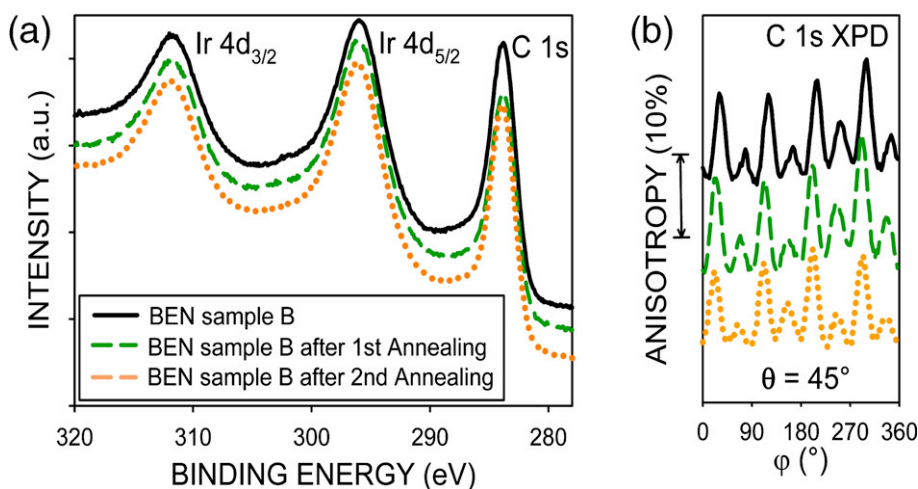 (a)
Ir 4d3/2
Ir 4d5/2
C 1s
INTENSITY (a.u.)
BEN sample B
BEN sample B after 1st Annealing
BEN sample B after 2nd Annealing
320 310 300 290 280
BINDING ENERGY (eV)
(b)
C 1s XPD
ANISOTROPY (10%)
θ = 45°
0 90 180 270 360
φ (°)